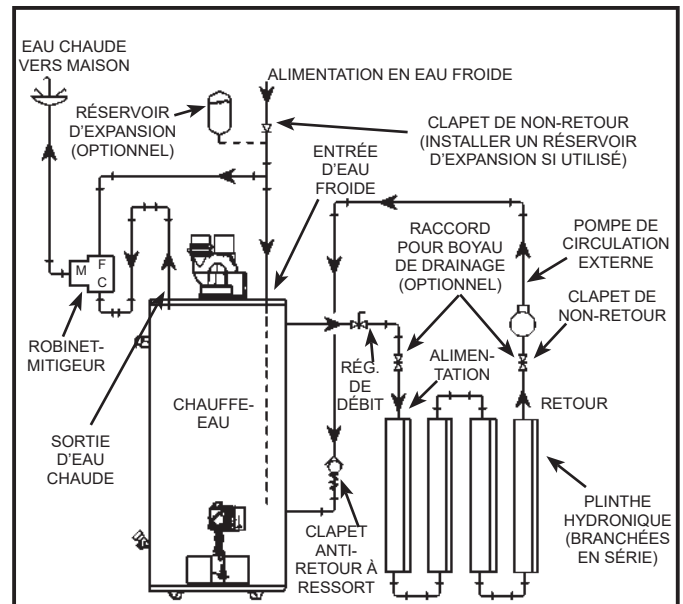 EAU CHAUDE
VERS MAISON
ALIMENTATION EN EAU FROIDE
RÉSERVOIR
D'EXPANSION
(OPTIONNEL)
CLAPET DE NON-RETOUR
(INSTALLER UN RÉSERVOIR
D'EXPANSION SI UTILISÉ)
ENTRÉE
D'EAU
FROIDE
RACCORD
POUR BOYAU
DE DRAINAGE
(OPTIONNEL)
POMPE DE
CIRCULATION
EXTERNE
CLAPET DE
NON-RETOUR
M
F
C
ROBINET-
MITIGEUR
RÉG.
DE
DÉBIT
ALIMEN-
TATION
RETOUR
CHAUFFE-
EAU
SORTIE
D'EAU
CHAUDE
CLAPET
ANTI-
RETOUR À
RESSORT
PLINTHE
HYDRONIQUE
(BRANCHÉES
EN SÉRIE)